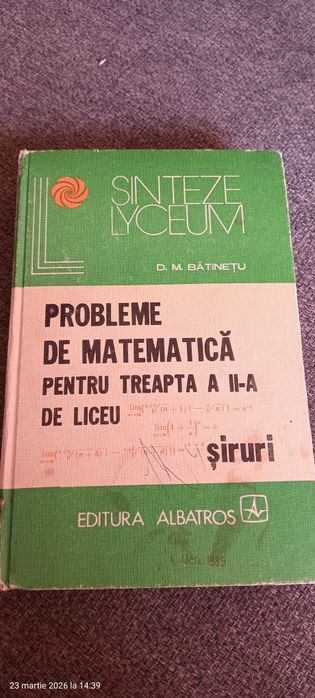 SINTEZE
LYCEUM
D. M. BĂTINEȚU
PROBLEME
DE MATEMATICĂ
PENTRU TREAPTA A II-A
DE LICEU
șiruri
EDITURA ALBATROS
1989
23 martie 2026 la 14:39